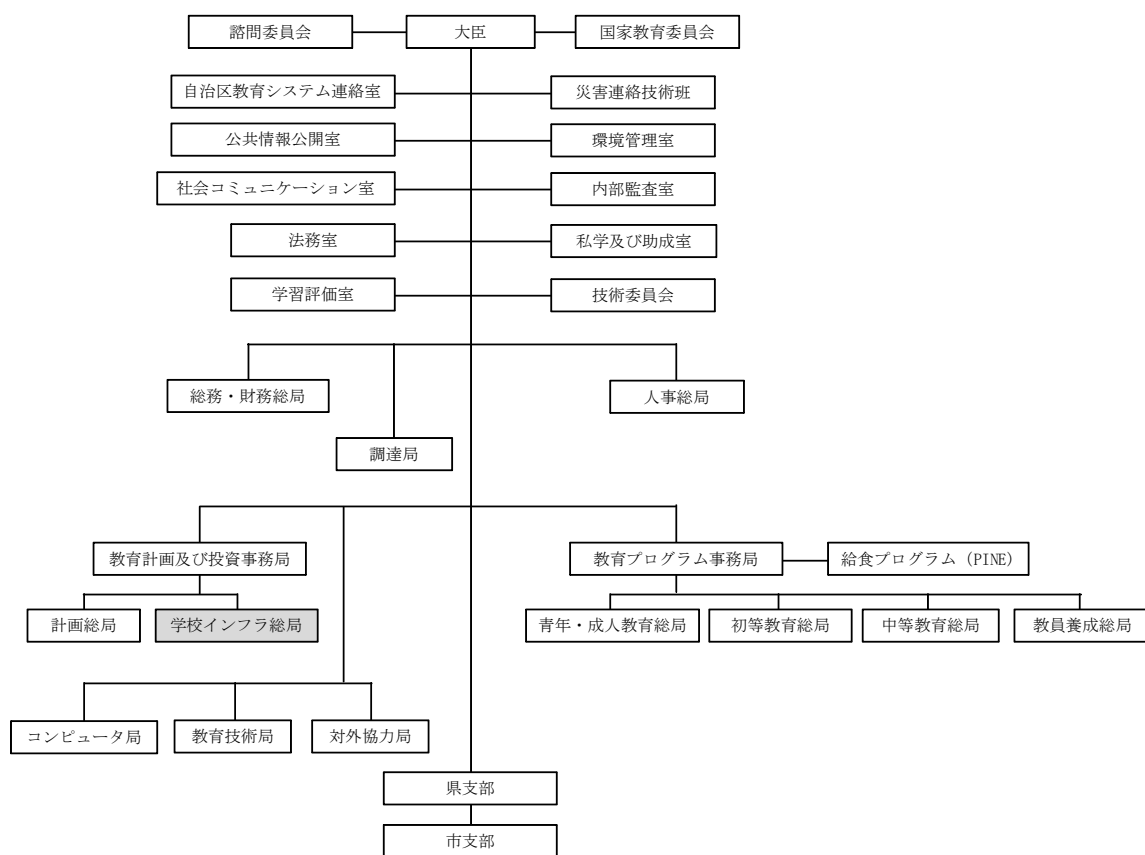 諮問委員会
大臣
国家教育委員会
自治区教育システム連絡室
災害連絡技術班
公共情報公開室
環境管理室
社会コミュニケーション室
内部監査室
法務室
私学及び助成室
学習評価室
技術委員会
総務・財務総局
人事総局
調達局
教育計画及び投資事務局
教育プログラム事務局
給食プログラム (PINE)
計画総局
学校インフラ総局
青年・成人教育総局
初等教育総局
中等教育総局
教員養成総局
コンピュータ局
教育技術局
対外協力局
県支部
市支部